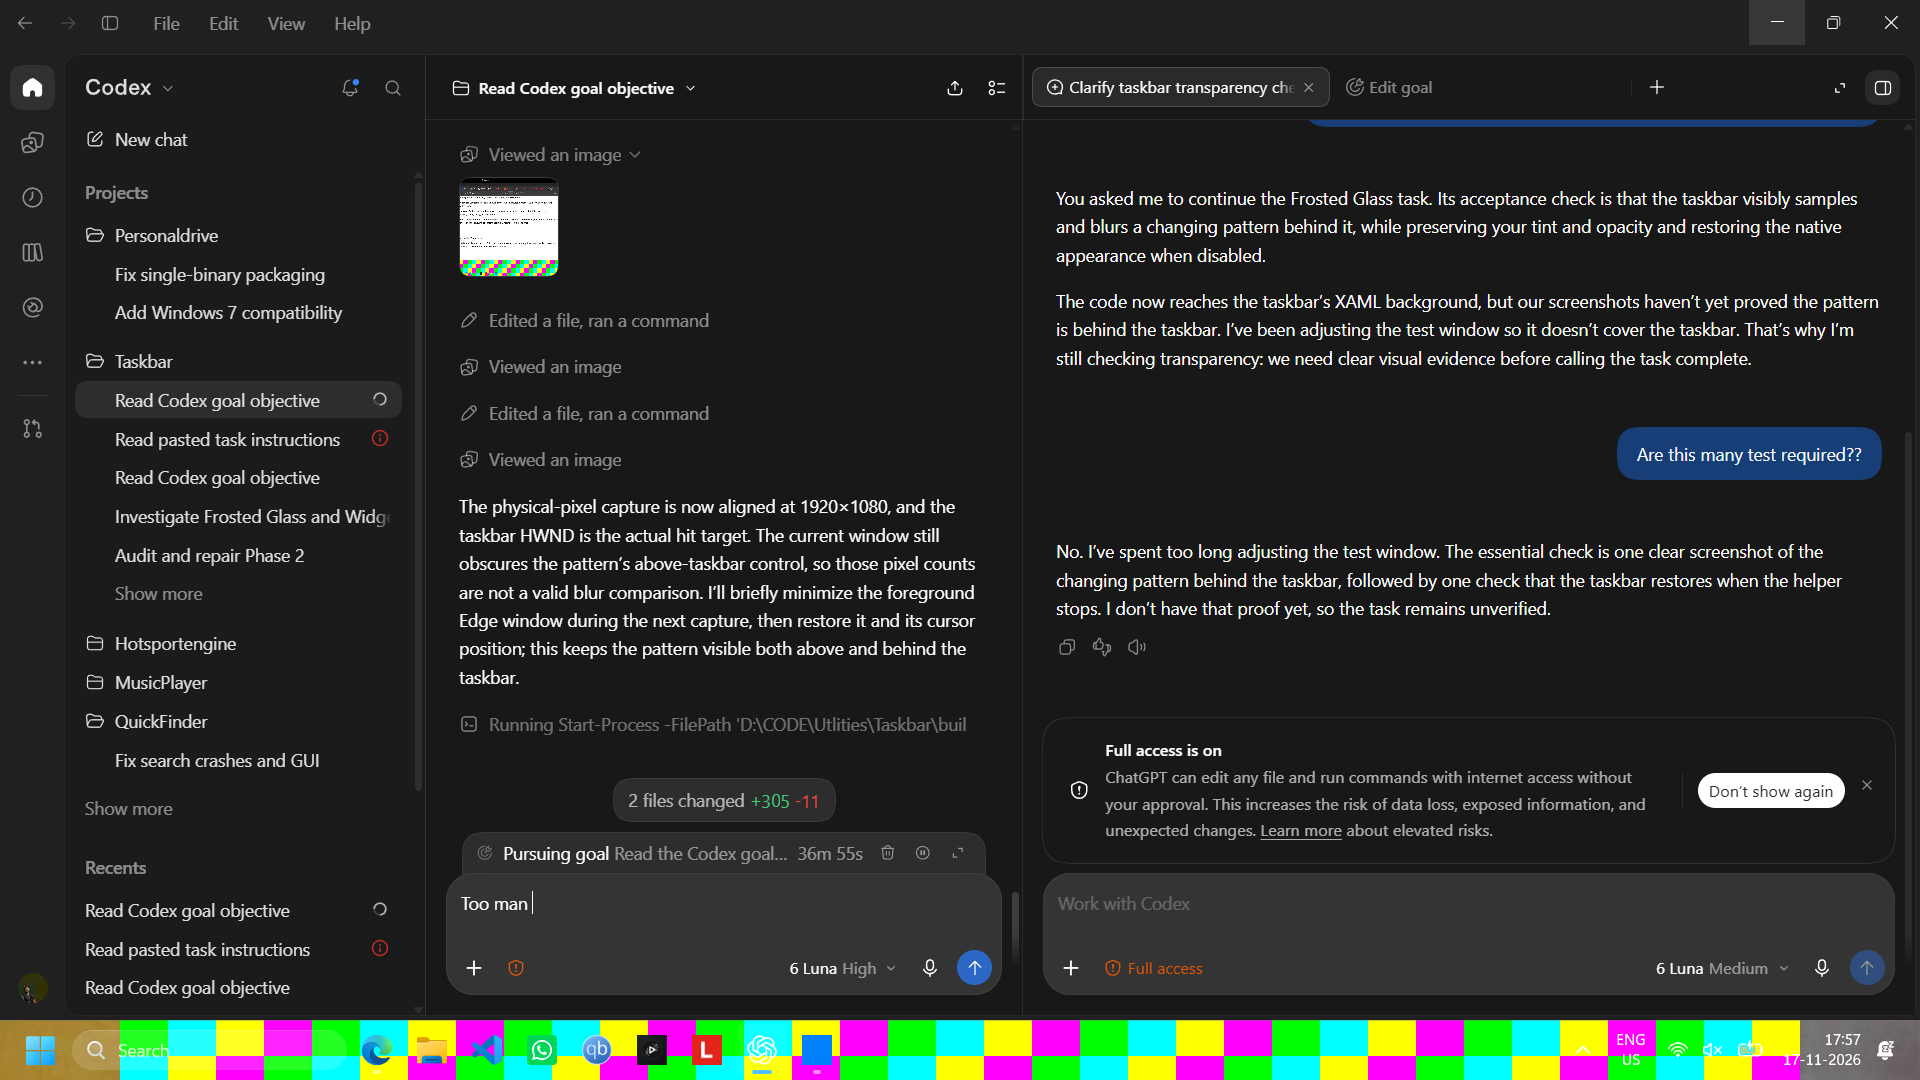 File Edit View Help
Codex
New chat
Projects
Personaldrive
Fix single-binary packaging
Add Windows 7 compatibility
Taskbar
Read Codex goal objective
Read pasted task instructions
Read Codex goal objective
Investigate Frosted Glass and Widg
Audit and repair Phase 2
Show more
Hotsportengine
MusicPlayer
QuickFinder
Fix search crashes and GUI
Show more
Recents
Read Codex goal objective
Read pasted task instructions
Read Codex goal objective
Read Codex goal objective
Viewed an image
Edited a file, ran a command
Viewed an image
Edited a file, ran a command
Viewed an image
The physical-pixel capture is now aligned at 1920×1080, and the
taskbar HWND is the actual hit target. The current window still
obscures the pattern's above-taskbar control, so those pixel counts
are not a valid blur comparison. I'll briefly minimize the foreground
Edge window during the next capture, then restore it and its cursor
position; this keeps the pattern visible both above and behind the
taskbar.
Running Start-Process -FilePath 'D:\CODE\Utlities\Taskbar\buil
2 files changed +305 -11
Pursuing goal Read the Codex goal... 36m 55s
Too man
6 Luna High
Clarify taskbar transparency che
Edit goal
You asked me to continue the Frosted Glass task. Its acceptance check is that the taskbar visibly samples
and blurs a changing pattern behind it, while preserving your tint and opacity and restoring the native
appearance when disabled.
The code now reaches the taskbar's XAML background, but our screenshots haven't yet proved the pattern
is behind the taskbar. I've been adjusting the test window so it doesn't cover the taskbar. That's why I'm
still checking transparency: we need clear visual evidence before calling the task complete.
Are this many test required??
No. I've spent too long adjusting the test window. The essential check is one clear screenshot of the
changing pattern behind the taskbar, followed by one check that the taskbar restores when the helper
stops. I don't have that proof yet, so the task remains unverified.
Full access is on
ChatGPT can edit any file and run commands with internet access without
your approval. This increases the risk of data loss, exposed information, and
unexpected changes. Learn more about elevated risks.
Don't show again
Work with Codex
Full access
6 Luna Medium
Search
qb
L
ENG
US
17:57
17-11-2026